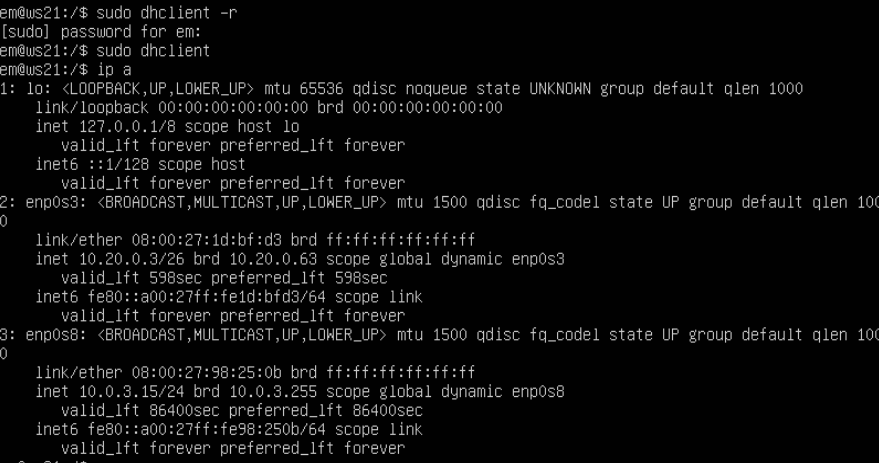 em@ws21:/$ sudo dhclient -r
[sudo] password for em:
em@ws21:/$ sudo dhclient
em@ws21:/$ ip a
1: lo: <LOOPBACK,UP,LOWER_UP> mtu 65536 qdisc noqueue state UNKNOWN group default qlen 1000
    link/loopback 00:00:00:00:00:00 brd 00:00:00:00:00:00
    inet 127.0.0.1/8 scope host lo
       valid_lft forever preferred_lft forever
    inet6 ::1/128 scope host
       valid_lft forever preferred_lft forever
2: enp0s3: <BROADCAST,MULTICAST,UP,LOWER_UP> mtu 1500 qdisc fq_codel state UP group default qlen 100
0
    link/ether 08:00:27:1d:bf:d3 brd ff:ff:ff:ff:ff:ff
    inet 10.20.0.3/26 brd 10.20.0.63 scope global dynamic enp0s3
       valid_lft 598sec preferred_lft 598sec
    inet6 fe80::a00:27ff:fe1d:bfd3/64 scope link
       valid_lft forever preferred_lft forever
3: enp0s8: <BROADCAST,MULTICAST,UP,LOWER_UP> mtu 1500 qdisc fq_codel state UP group default qlen 100
0
    link/ether 08:00:27:98:25:0b brd ff:ff:ff:ff:ff:ff
    inet 10.0.3.15/24 brd 10.0.3.255 scope global dynamic enp0s8
       valid_lft 86400sec preferred_lft 86400sec
    inet6 fe80::a00:27ff:fe98:250b/64 scope link
       valid_lft forever preferred_lft forever